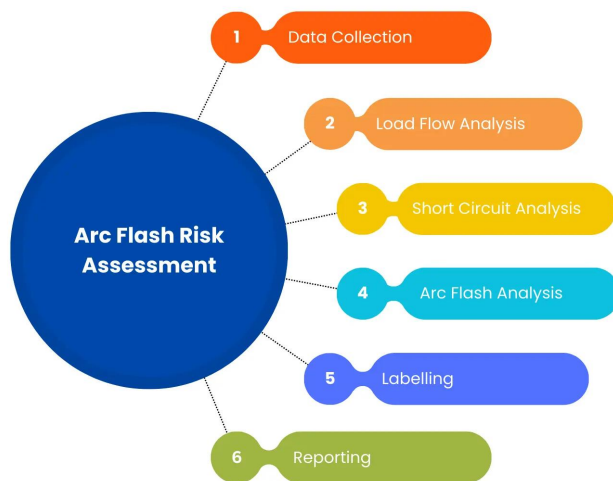 1
Data Collection
2
Load Flow Analysis
3
Short Circuit Analysis
Arc Flash Risk
Assessment
4
Arc Flash Analysis
5
Labelling
6
Reporting